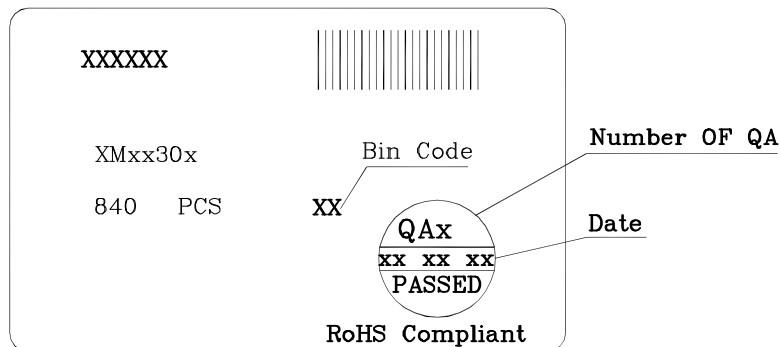 XXXXXX
XMxx30x
Bin Code
Number OF QA
840 PCS
XX
QAx
Date
xx xx xx
PASSED
RoHS Compliant